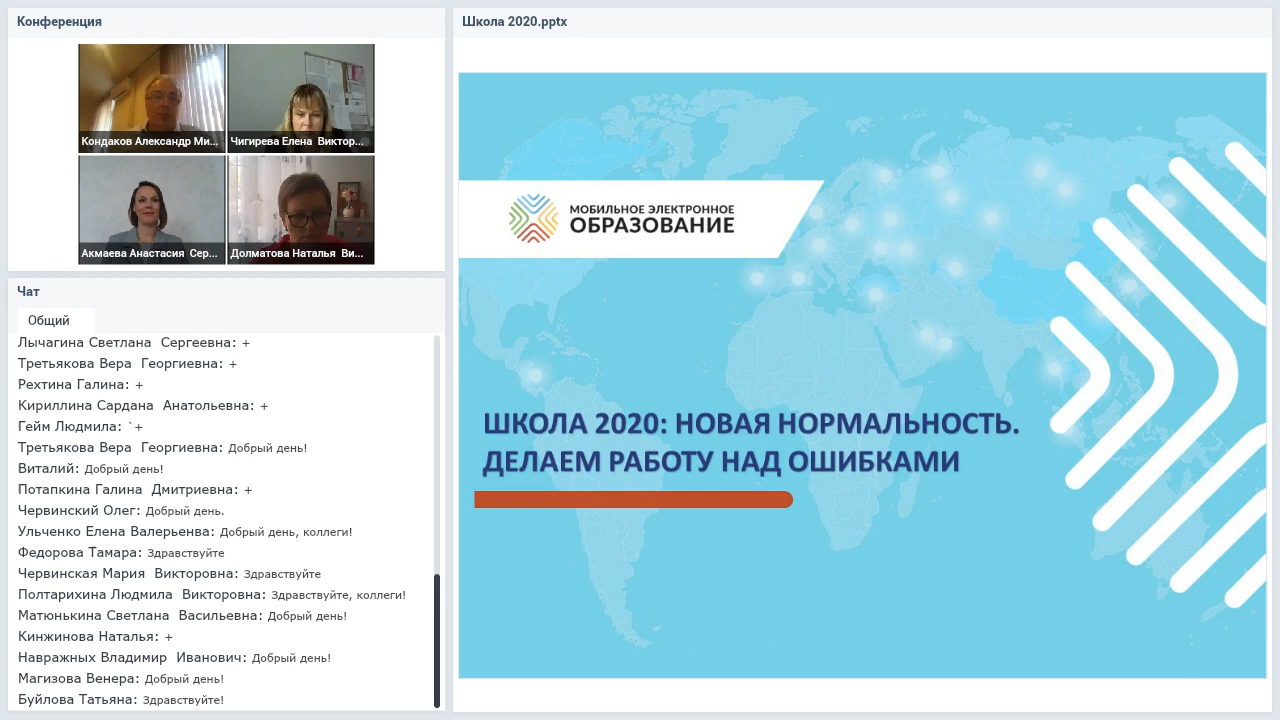 Конференция
Кондаков Александр Ми...
Чигирева Елена Виктор...
Акмаева Анастасия Сер...
Долматова Наталья Ви...
Чат
Общий
Лычагина Светлана Сергеевна: +
Третьякова Вера Георгиевна: +
Рехтина Галина: +
Кириллина Сардана Анатольевна: +
Гейм Людмила: `+
Третьякова Вера Георгиевна: Добрый день!
Виталий: Добрый день!
Потапкина Галина Дмитриевна: +
Червинский Олег: Добрый день.
Ульченко Елена Валерьенва: Добрый день, коллеги!
Федорова Тамара: Здравствуйте
Червинская Мария Викторовна: Здравствуйте
Полтарихина Людмила Викторовна: Здравствуйте, коллеги!
Матюнькина Светлана Васильевна: Добрый день!
Кинжинова Наталья: +
Навражных Владимир Иванович: Добрый день!
Магизова Венера: Добрый день!
Буйлова Татьяна: Здравствуйте!
Школа 2020.pptx
МОБИЛЬНОЕ ЭЛЕКТРОННОЕ
ОБРАЗОВАНИЕ
ШКОЛА 2020: НОВАЯ НОРМАЛЬНОСТЬ.
ДЕЛАЕМ РАБОТУ НАД ОШИБКАМИ